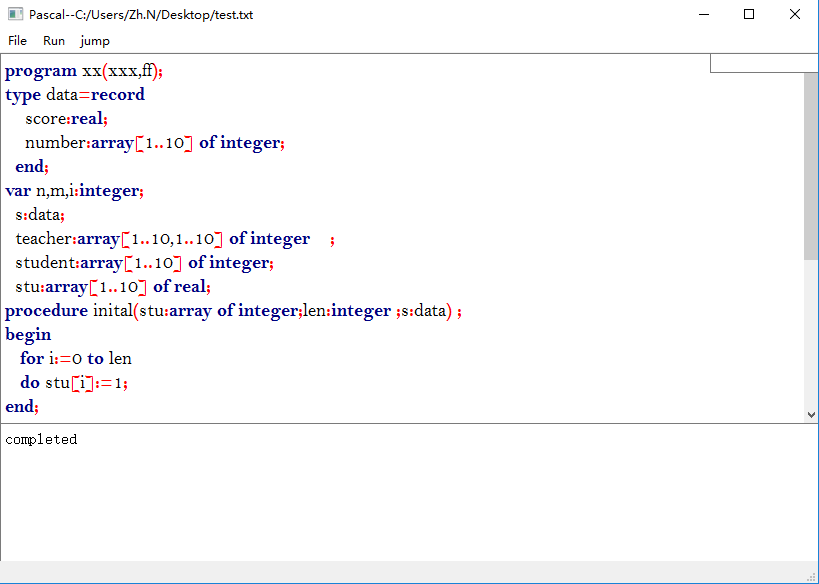 Pascal--C:/Users/Zh.N/Desktop/test.txt
File Run jump
program xx(xxx,ff);
type data=record
score:real;
number:array[1..10] of integer;
end;
var n,m,i:integer;
s:data;
teacher:array[1..10,1..10] of integer ;
student:array[1..10] of integer;
stu:array[1..10] of real;
procedure inital(stu:array of integer;len:integer ;s:data) ;
begin
for i:=0 to len
do stu[i]:=1;
end;
completed